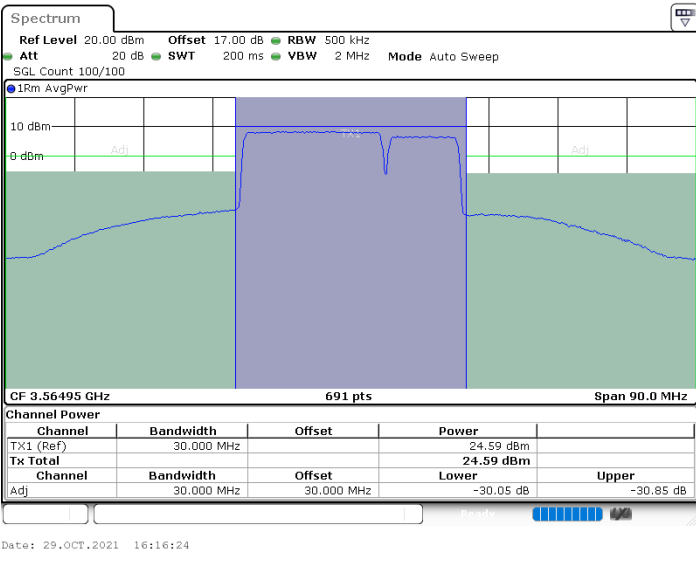 Spectrum
Ref Level 20.00 dBm Offset 17.00 dB RBW 500 kHz
Att 20 dB SWT 200 ms VBW 2 MHz Mode Auto Sweep
SGL Count 100/100
1Rm AvgPwr
10 dBm
TX1
Adj
Adj
0 dBm
CF 3.56495 GHz 691 pts Span 90.0 MHz
Channel Power
Channel Bandwidth Offset Power
TX1 (Ref) 30.000 MHz 24.59 dBm
Tx Total 24.59 dBm
Channel Bandwidth Offset Lower Upper
Adj 30.000 MHz 30.000 MHz -30.05 dB -30.85 dB
Ready
Date: 29.OCT.2021 16:16:24